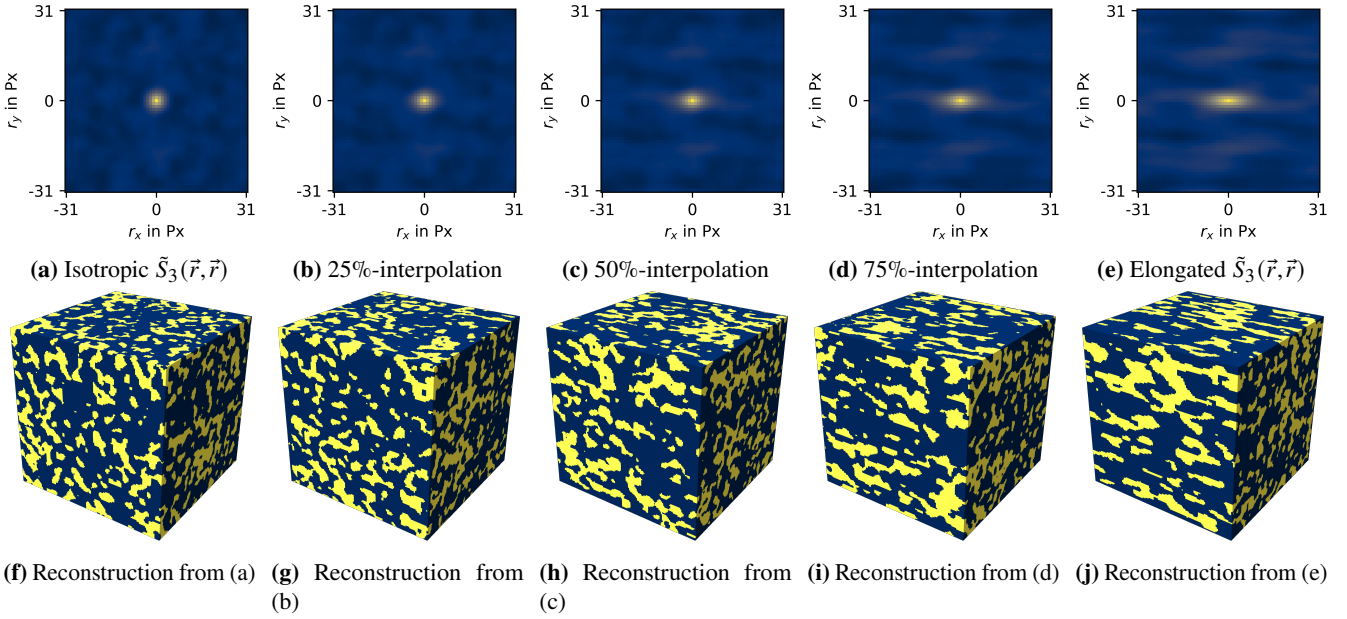 31 31 31 31 31
r_y in Px r_y in Px r_y in Px r_y in Px r_y in Px
0 0 0 0 0
-31 -31 -31 -31 -31
-31 0 31 -31 0 31 -31 0 31 -31 0 31 -31 0 31
r_x in Px r_x in Px r_x in Px r_x in Px r_x in Px
(a) Isotropic S̃₃(r⃗, r⃗) (b) 25%-interpolation (c) 50%-interpolation (d) 75%-interpolation (e) Elongated S̃₃(r⃗, r⃗)
(f) Reconstruction from (a) (g) Reconstruction from (h) Reconstruction from (i) Reconstruction from (d) (j) Reconstruction from (e)
(b) (c)